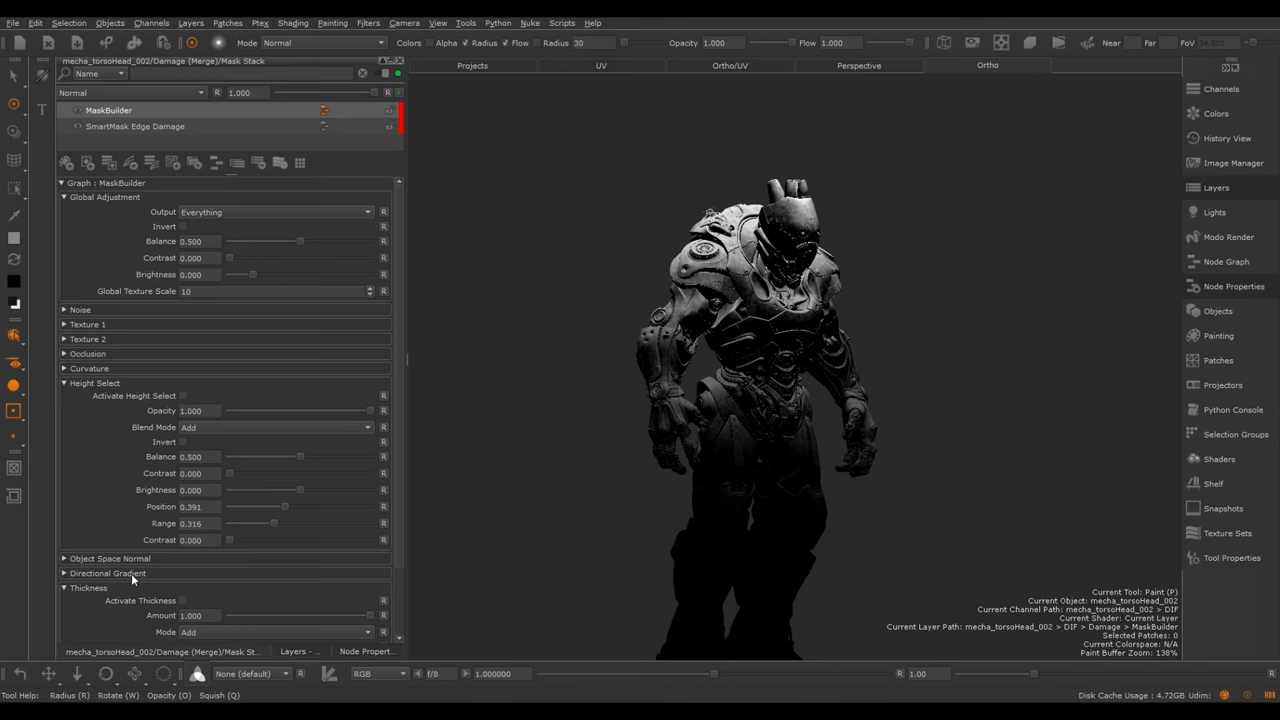 File Edit Selection Objects Channels Layers Patches Ptex Shading Painting Filters Camera View Tools Python Nuke Scripts Help
Mode Normal Colors Alpha Radius Flow Radius 30 Opacity 1.000 Flow 1.000 Near Far FoV 24.000
mecha_torsoHead_002/Damage (Merge)/Mask Stack
Projects UV Ortho/UV Perspective Ortho
Name
Normal R 1.000 R
MaskBuilder
SmartMask Edge Damage
Graph : MaskBuilder
Global Adjustment
Output Everything R
Invert R
Balance 0.500 R
Contrast 0.000 R
Brightness 0.000 R
Global Texture Scale 10 R
Noise
Texture 1
Texture 2
Occlusion
Curvature
Height Select
Activate Height Select R
Opacity 1.000 R
Blend Mode Add R
Invert R
Balance 0.500 R
Contrast 0.000 R
Brightness 0.000 R
Position 0.391 R
Range 0.316 R
Contrast 0.000 R
Object Space Normal
Directional Gradient
Thickness
Activate Thickness R
Amount 1.000 R
Mode Add R
mecha_torsoHead_002/Damage (Merge)/Mask St... Layers - ... Node Propert...
Channels
Colors
History View
Image Manager
Layers
Lights
Modo Render
Node Graph
Node Properties
Objects
Painting
Patches
Projectors
Python Console
Selection Groups
Shaders
Shelf
Snapshots
Texture Sets
Tool Properties
Current Tool: Paint (P)
Current Object: mecha_torsoHead_002
Current Channel Path: mecha_torsoHead_002 > DIF
Current Shader: Current Layer
Current Layer Path: mecha_torsoHead_002 > DIF > Damage > MaskBuilder
Selected Patches: 0
Current Colorspace: N/A
Paint Buffer Zoom: 138%
None (default) R RGB f/8 1.000000 R 1.00 R
Tool Help: Radius (R) Rotate (W) Opacity (O) Squish (Q) Disk Cache Usage : 4.72GB Udim: